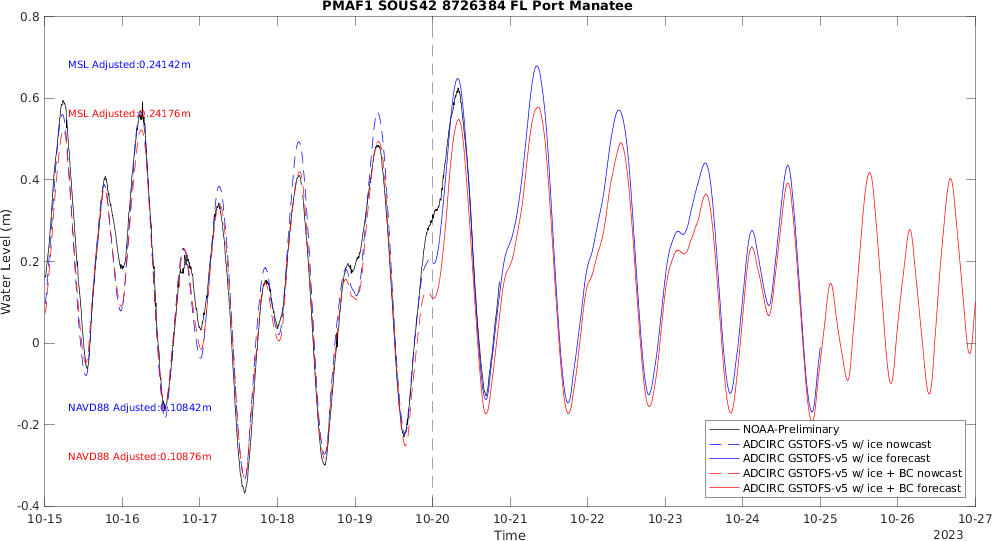 PMAF1 SOUS42 8726384 FL Port Manatee
Water Level (m)
0.8
0.6
0.4
0.2
0
-0.2
-0.4
MSL Adjusted:0.24142m
MSL Adjusted:0.24176m
NAVD88 Adjusted:0.10842m
NAVD88 Adjusted:0.10876m
NOAA-Preliminary
ADCIRC GSTOFS-v5 w/ ice nowcast
ADCIRC GSTOFS-v5 w/ ice forecast
ADCIRC GSTOFS-v5 w/ ice + BC nowcast
ADCIRC GSTOFS-v5 w/ ice + BC forecast
10-15 10-16 10-17 10-18 10-19 10-20 10-21 10-22 10-23 10-24 10-25 10-26 10-27
Time
2023